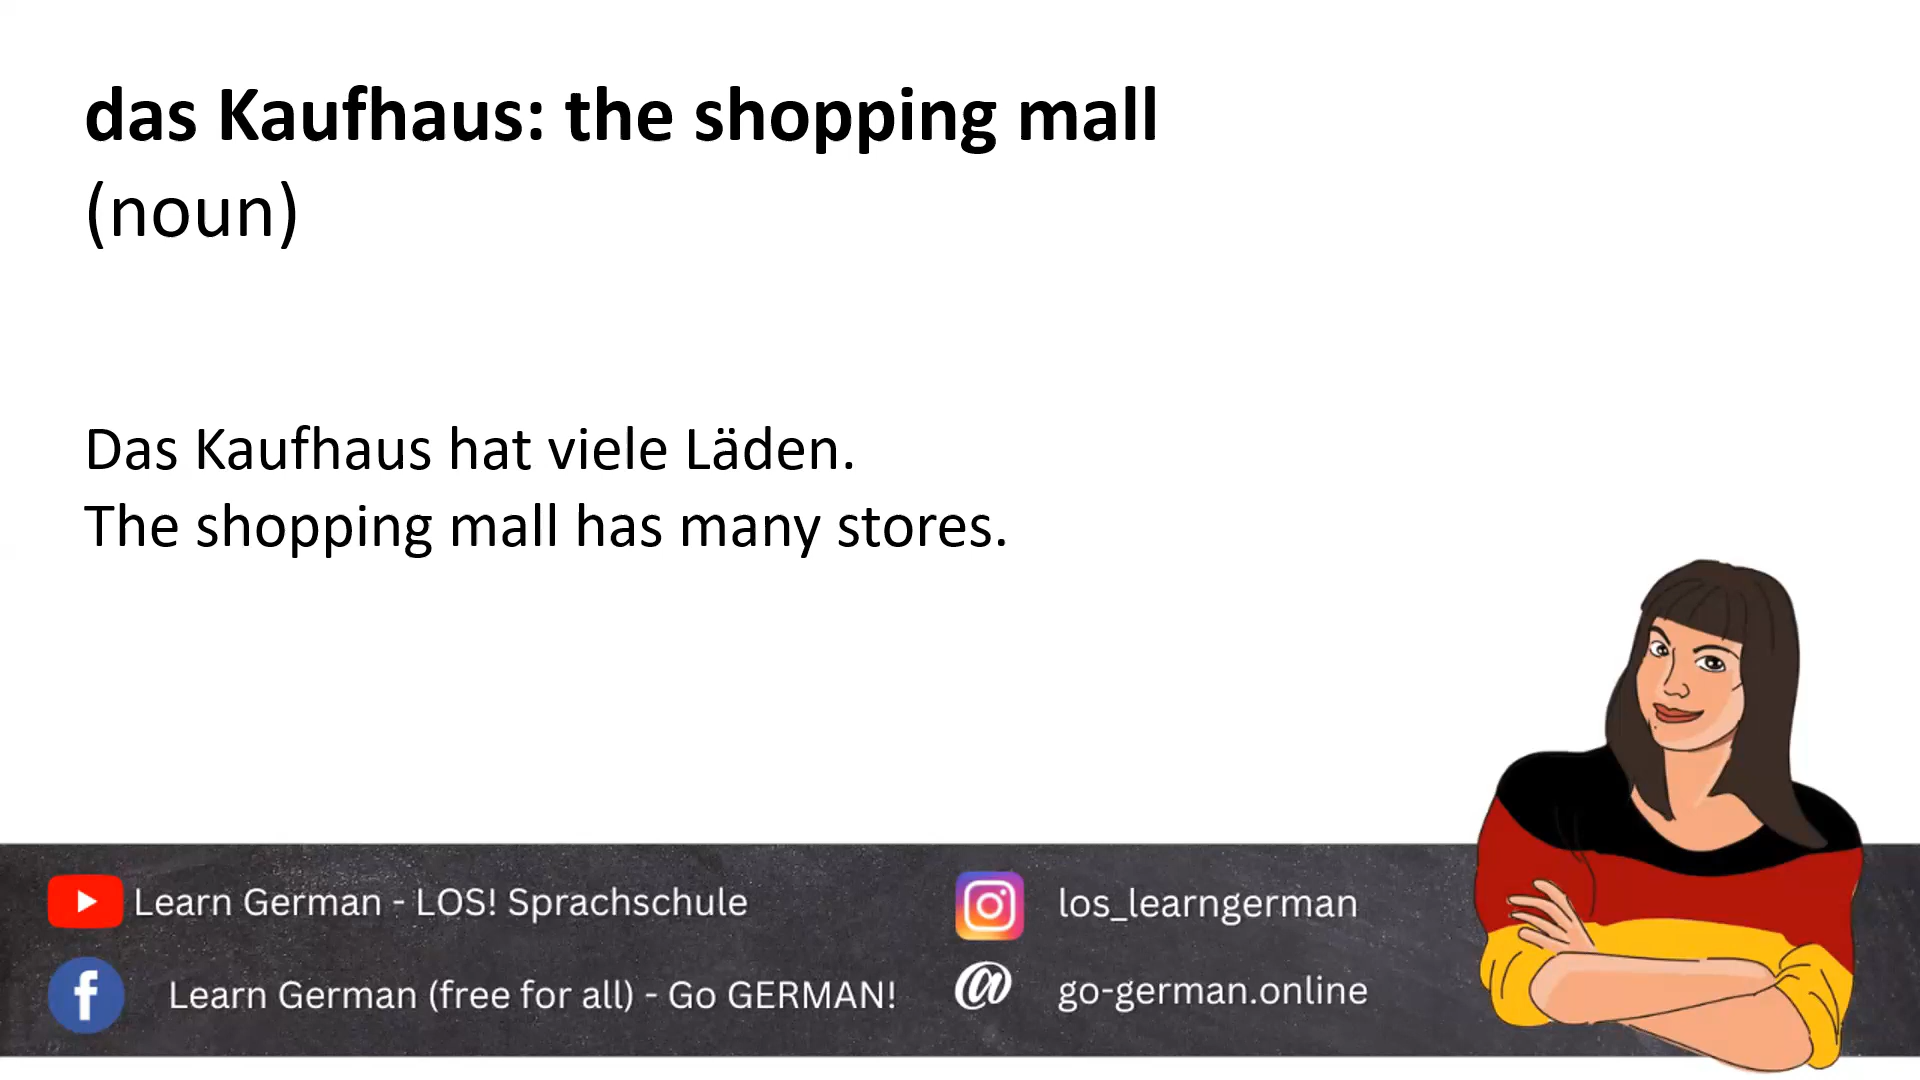 das Kaufhaus: the shopping mall
(noun)
Das Kaufhaus hat viele Läden.
The shopping mall has many stores.
Learn German - LOS! Sprachschule
los_learngerman
Learn German (free for all) - Go GERMAN!
go-german.online